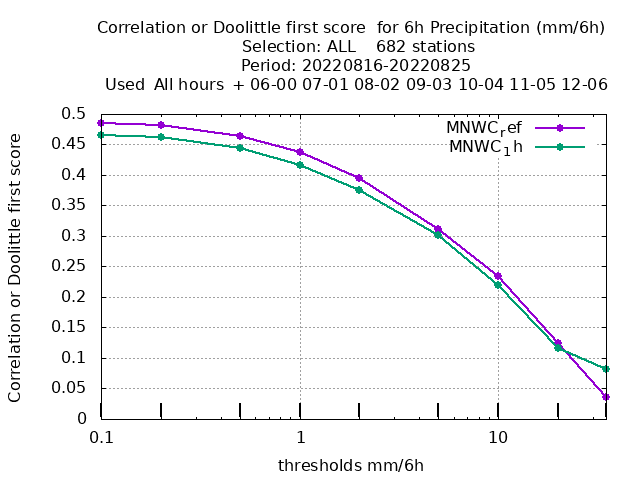 Correlation or Doolittle first score  for 6h Precipitation (mm/6h)
Selection: ALL    682 stations
Period: 20220816-20220825
Used  All hours  + 06-00 07-01 08-02 09-03 10-04 11-05 12-06
MNWC_ref
MNWC_1h
0.5
0.45
0.4
0.35
0.3
0.25
0.2
0.15
0.1
0.05
0
Correlation or Doolittle first score
0.1 1 10
thresholds mm/6h